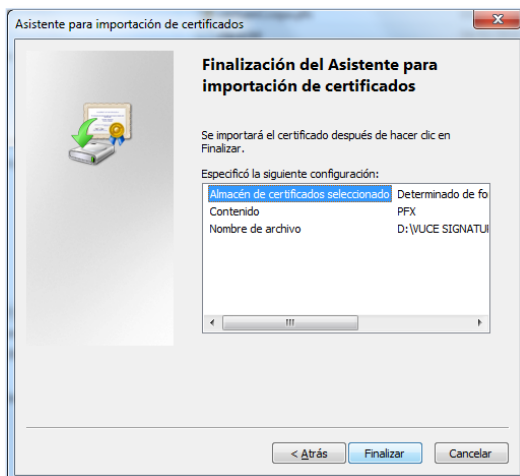 Asistente para importación de certificados
Finalización del Asistente para
importación de certificados
Se importará el certificado después de hacer clic en
Finalizar.
Especificó la siguiente configuración:
Almacén de certificados seleccionado Determinado de fo
Contenido PFX
Nombre de archivo D:\VUCE SIGNATU
< Atrás Finalizar Cancelar